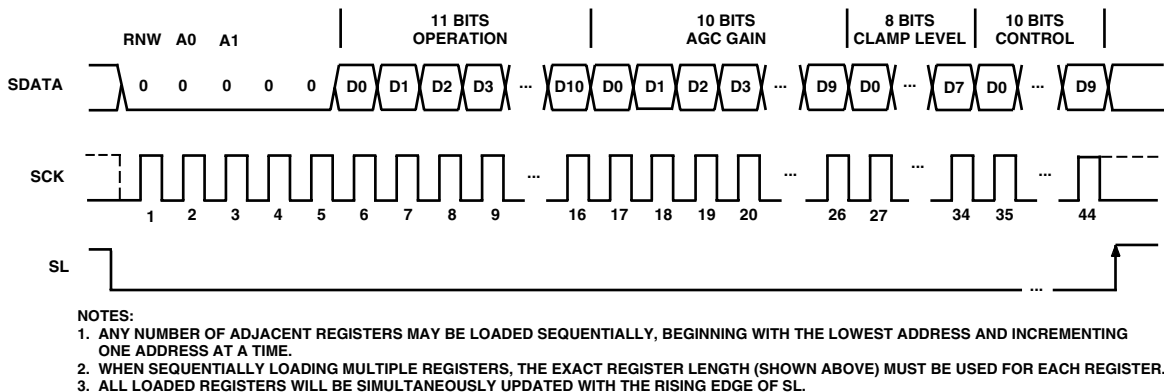 11 BITS OPERATION
10 BITS AGC GAIN
8 BITS CLAMP LEVEL
10 BITS CONTROL
RNW A0 A1
SDATA 0 0 0 0 0 D0 D1 D2 D3 ... D10 D0 D1 D2 D3 ... D9 D0 ... D7 D0 ... D9
SCK ... ... ... ...
1 2 3 4 5 6 7 8 9 16 17 18 19 20 26 27 34 35 44
SL ...
NOTES:
1. ANY NUMBER OF ADJACENT REGISTERS MAY BE LOADED SEQUENTIALLY, BEGINNING WITH THE LOWEST ADDRESS AND INCREMENTING
ONE ADDRESS AT A TIME.
2. WHEN SEQUENTIALLY LOADING MULTIPLE REGISTERS, THE EXACT REGISTER LENGTH (SHOWN ABOVE) MUST BE USED FOR EACH REGISTER.
3. ALL LOADED REGISTERS WILL BE SIMULTANEOUSLY UPDATED WITH THE RISING EDGE OF SL.